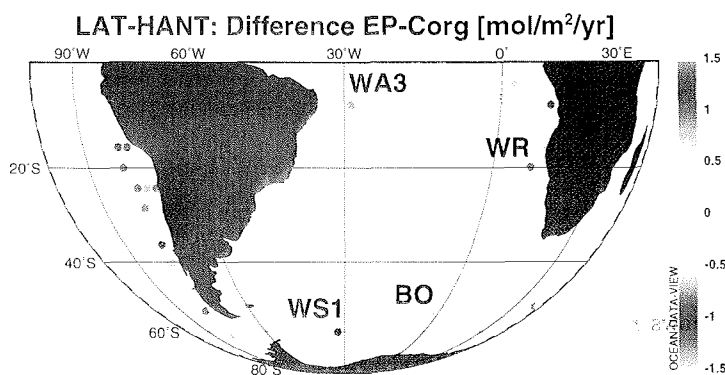 LAT-HANT: Difference EP-Corg [mol/m²/yr]
90°W 60°W 30°W 0° 30°E
1.5
WA3
1
WR
0.5
20°S
0
40°S
-0.5
WS1 BO
-1
60°S
80°S
-1.5
OCEAN-DATA-VIEW